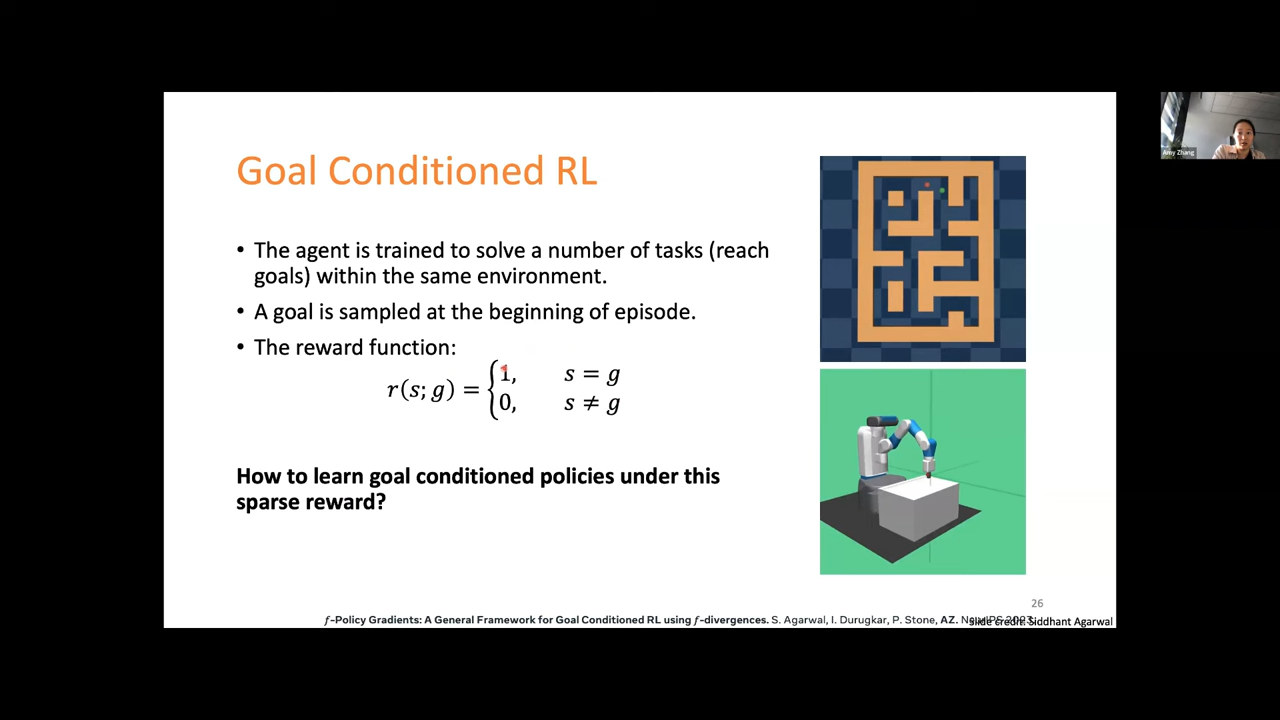 Goal Conditioned RL
• The agent is trained to solve a number of tasks (reach
goals) within the same environment.
• A goal is sampled at the beginning of episode.
• The reward function:
r(s; g) = { 1, s = g
0, s ≠ g
How to learn goal conditioned policies under this
sparse reward?
26
f-Policy Gradients: A General Framework for Goal Conditioned RL using f-divergences. S. Agarwal, I. Durugkar, P. Stone, AZ. NeurIPS 2023.
Slide credit: Siddhant Agarwal
Amy Zhang